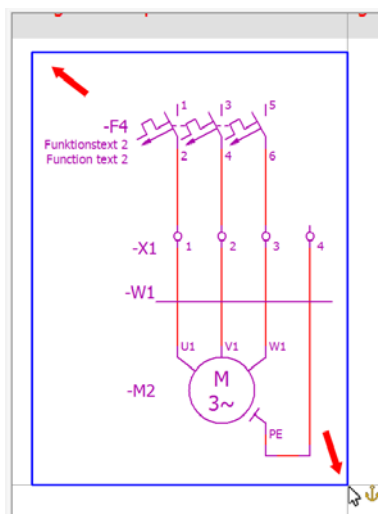 1 3 5
-F4
Funktionstext 2
Function text 2
2 4 6
-X1 1 2 3 4
-W1
U1 V1 W1
-M2
M
3~
PE